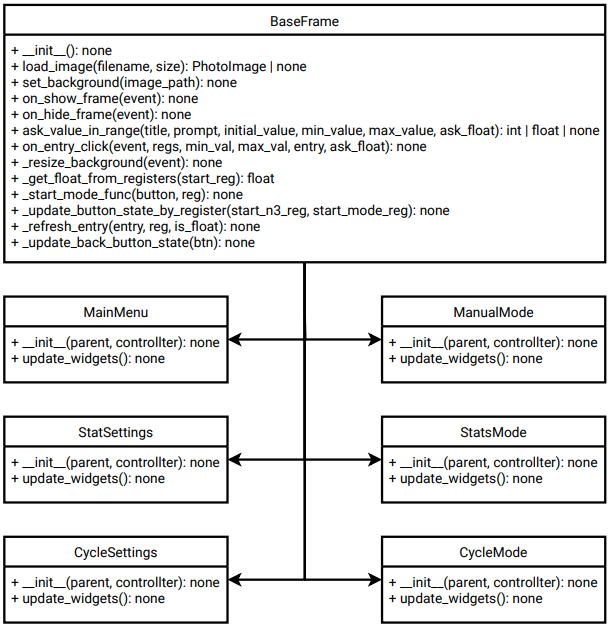 BaseFrame
+ __init__(): none
+ load_image(filename, size): PhotoImage | none
+ set_background(image_path): none
+ on_show_frame(event): none
+ on_hide_frame(event): none
+ ask_value_in_range(title, prompt, initial_value, min_value, max_value, ask_float): int | float | none
+ on_entry_click(event, regs, min_val, max_val, entry, ask_float): none
+ _resize_background(event): none
+ _get_float_from_registers(start_reg): float
+ _start_mode_func(button, reg): none
+ _update_button_state_by_register(start_n3_reg, start_mode_reg): none
+ _refresh_entry(entry, reg, is_float): none
+ _update_back_button_state(btn): none
MainMenu
+ __init__(parent, controllter): none
+ update_widgets(): none
ManualMode
+ __init__(parent, controllter): none
+ update_widgets(): none
StatSettings
+ __init__(parent, controllter): none
+ update_widgets(): none
StatsMode
+ __init__(parent, controllter): none
+ update_widgets(): none
CycleSettings
+ __init__(parent, controllter): none
+ update_widgets(): none
CycleMode
+ __init__(parent, controllter): none
+ update_widgets(): none